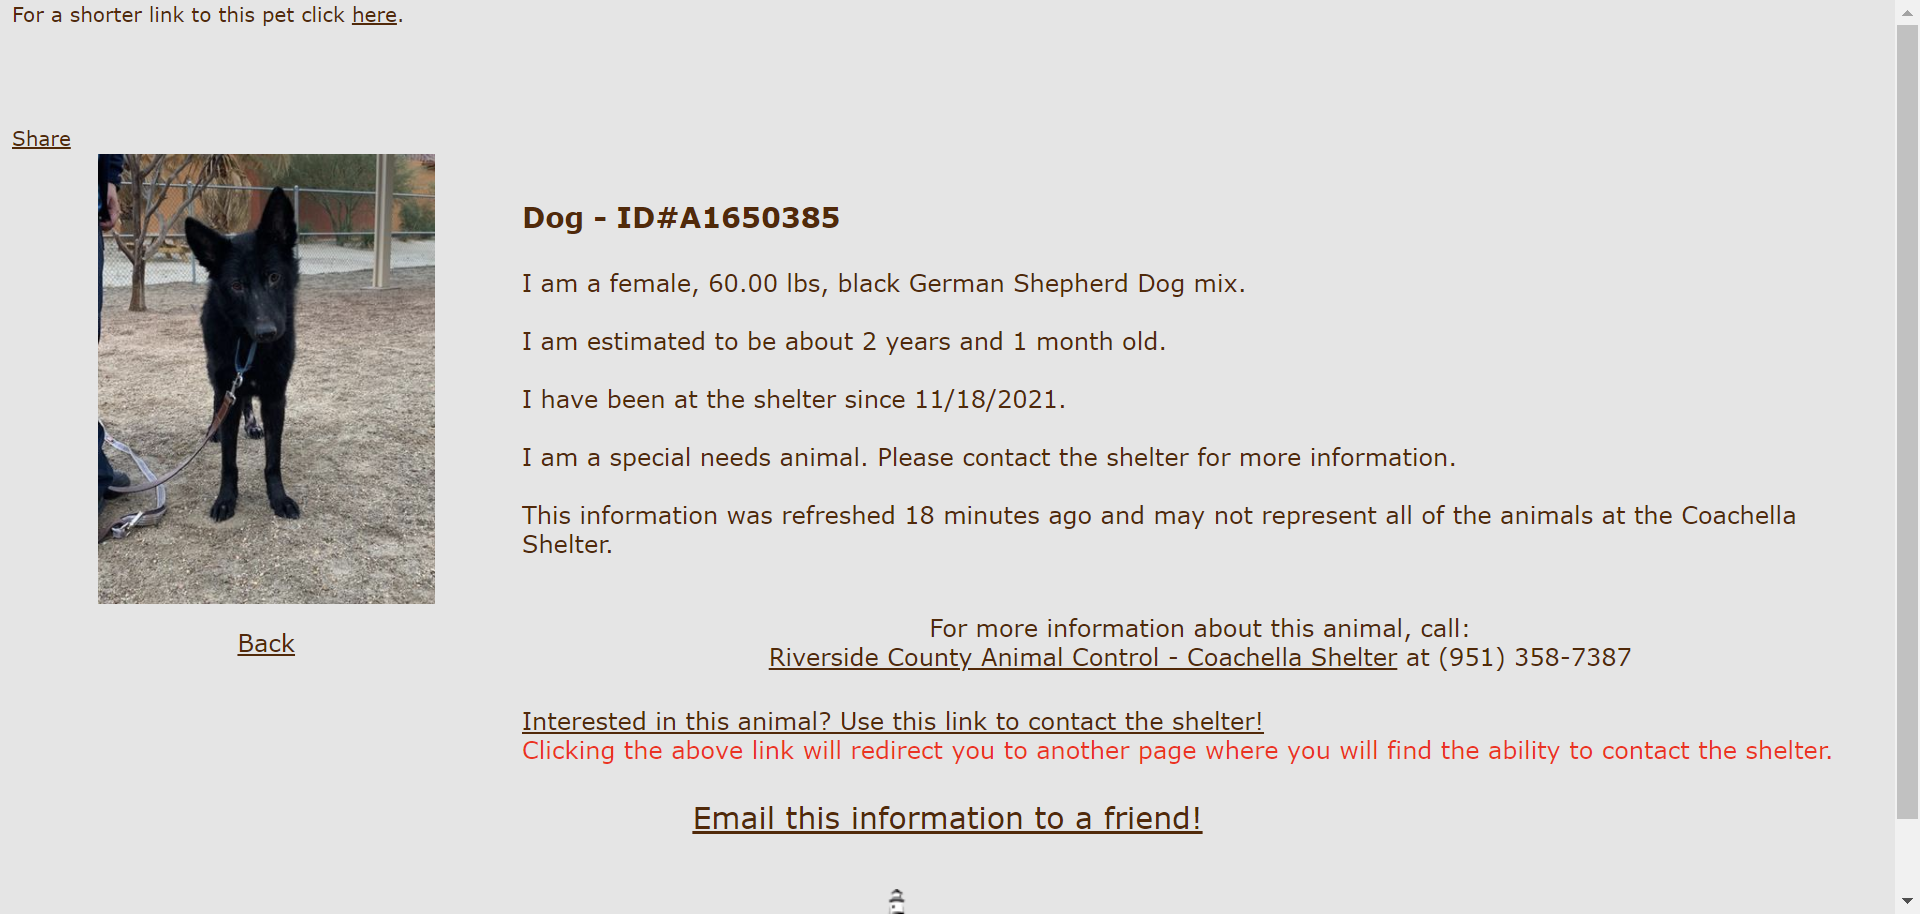 For a shorter link to this pet click here.
Share
Dog - ID#A1650385
I am a female, 60.00 lbs, black German Shepherd Dog mix.
I am estimated to be about 2 years and 1 month old.
I have been at the shelter since 11/18/2021.
I am a special needs animal. Please contact the shelter for more information.
This information was refreshed 18 minutes ago and may not represent all of the animals at the Coachella
Shelter.
Back
For more information about this animal, call:
Riverside County Animal Control - Coachella Shelter at (951) 358-7387
Interested in this animal? Use this link to contact the shelter!
Clicking the above link will redirect you to another page where you will find the ability to contact the shelter.
Email this information to a friend!